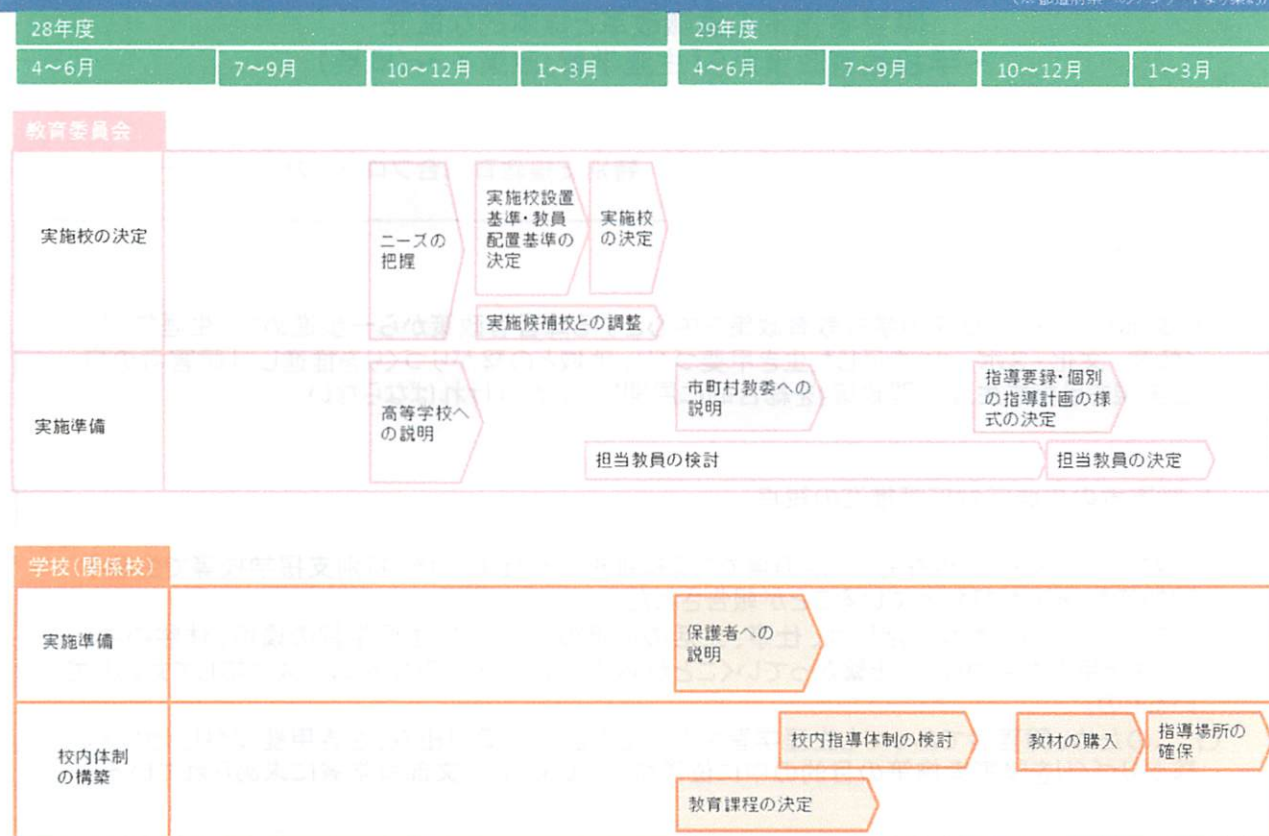 28年度
29年度
4～6月
7～9月
10～12月
1～3月
4～6月
7～9月
10～12月
1～3月
教育委員会
実施校の決定
ニーズの
把握
実施校設置
基準・教員
配置基準の
決定
実施校
の決定
実施候補校との調整
実施準備
高等学校へ
の説明
市町村教委への
説明
指導要録・個別
の指導計画の様
式の決定
担当教員の検討
担当教員の決定
学校(関係校)
実施準備
保護者への
説明
校内体制
の構築
校内指導体制の検討
教材の購入
指導場所の
確保
教育課程の決定